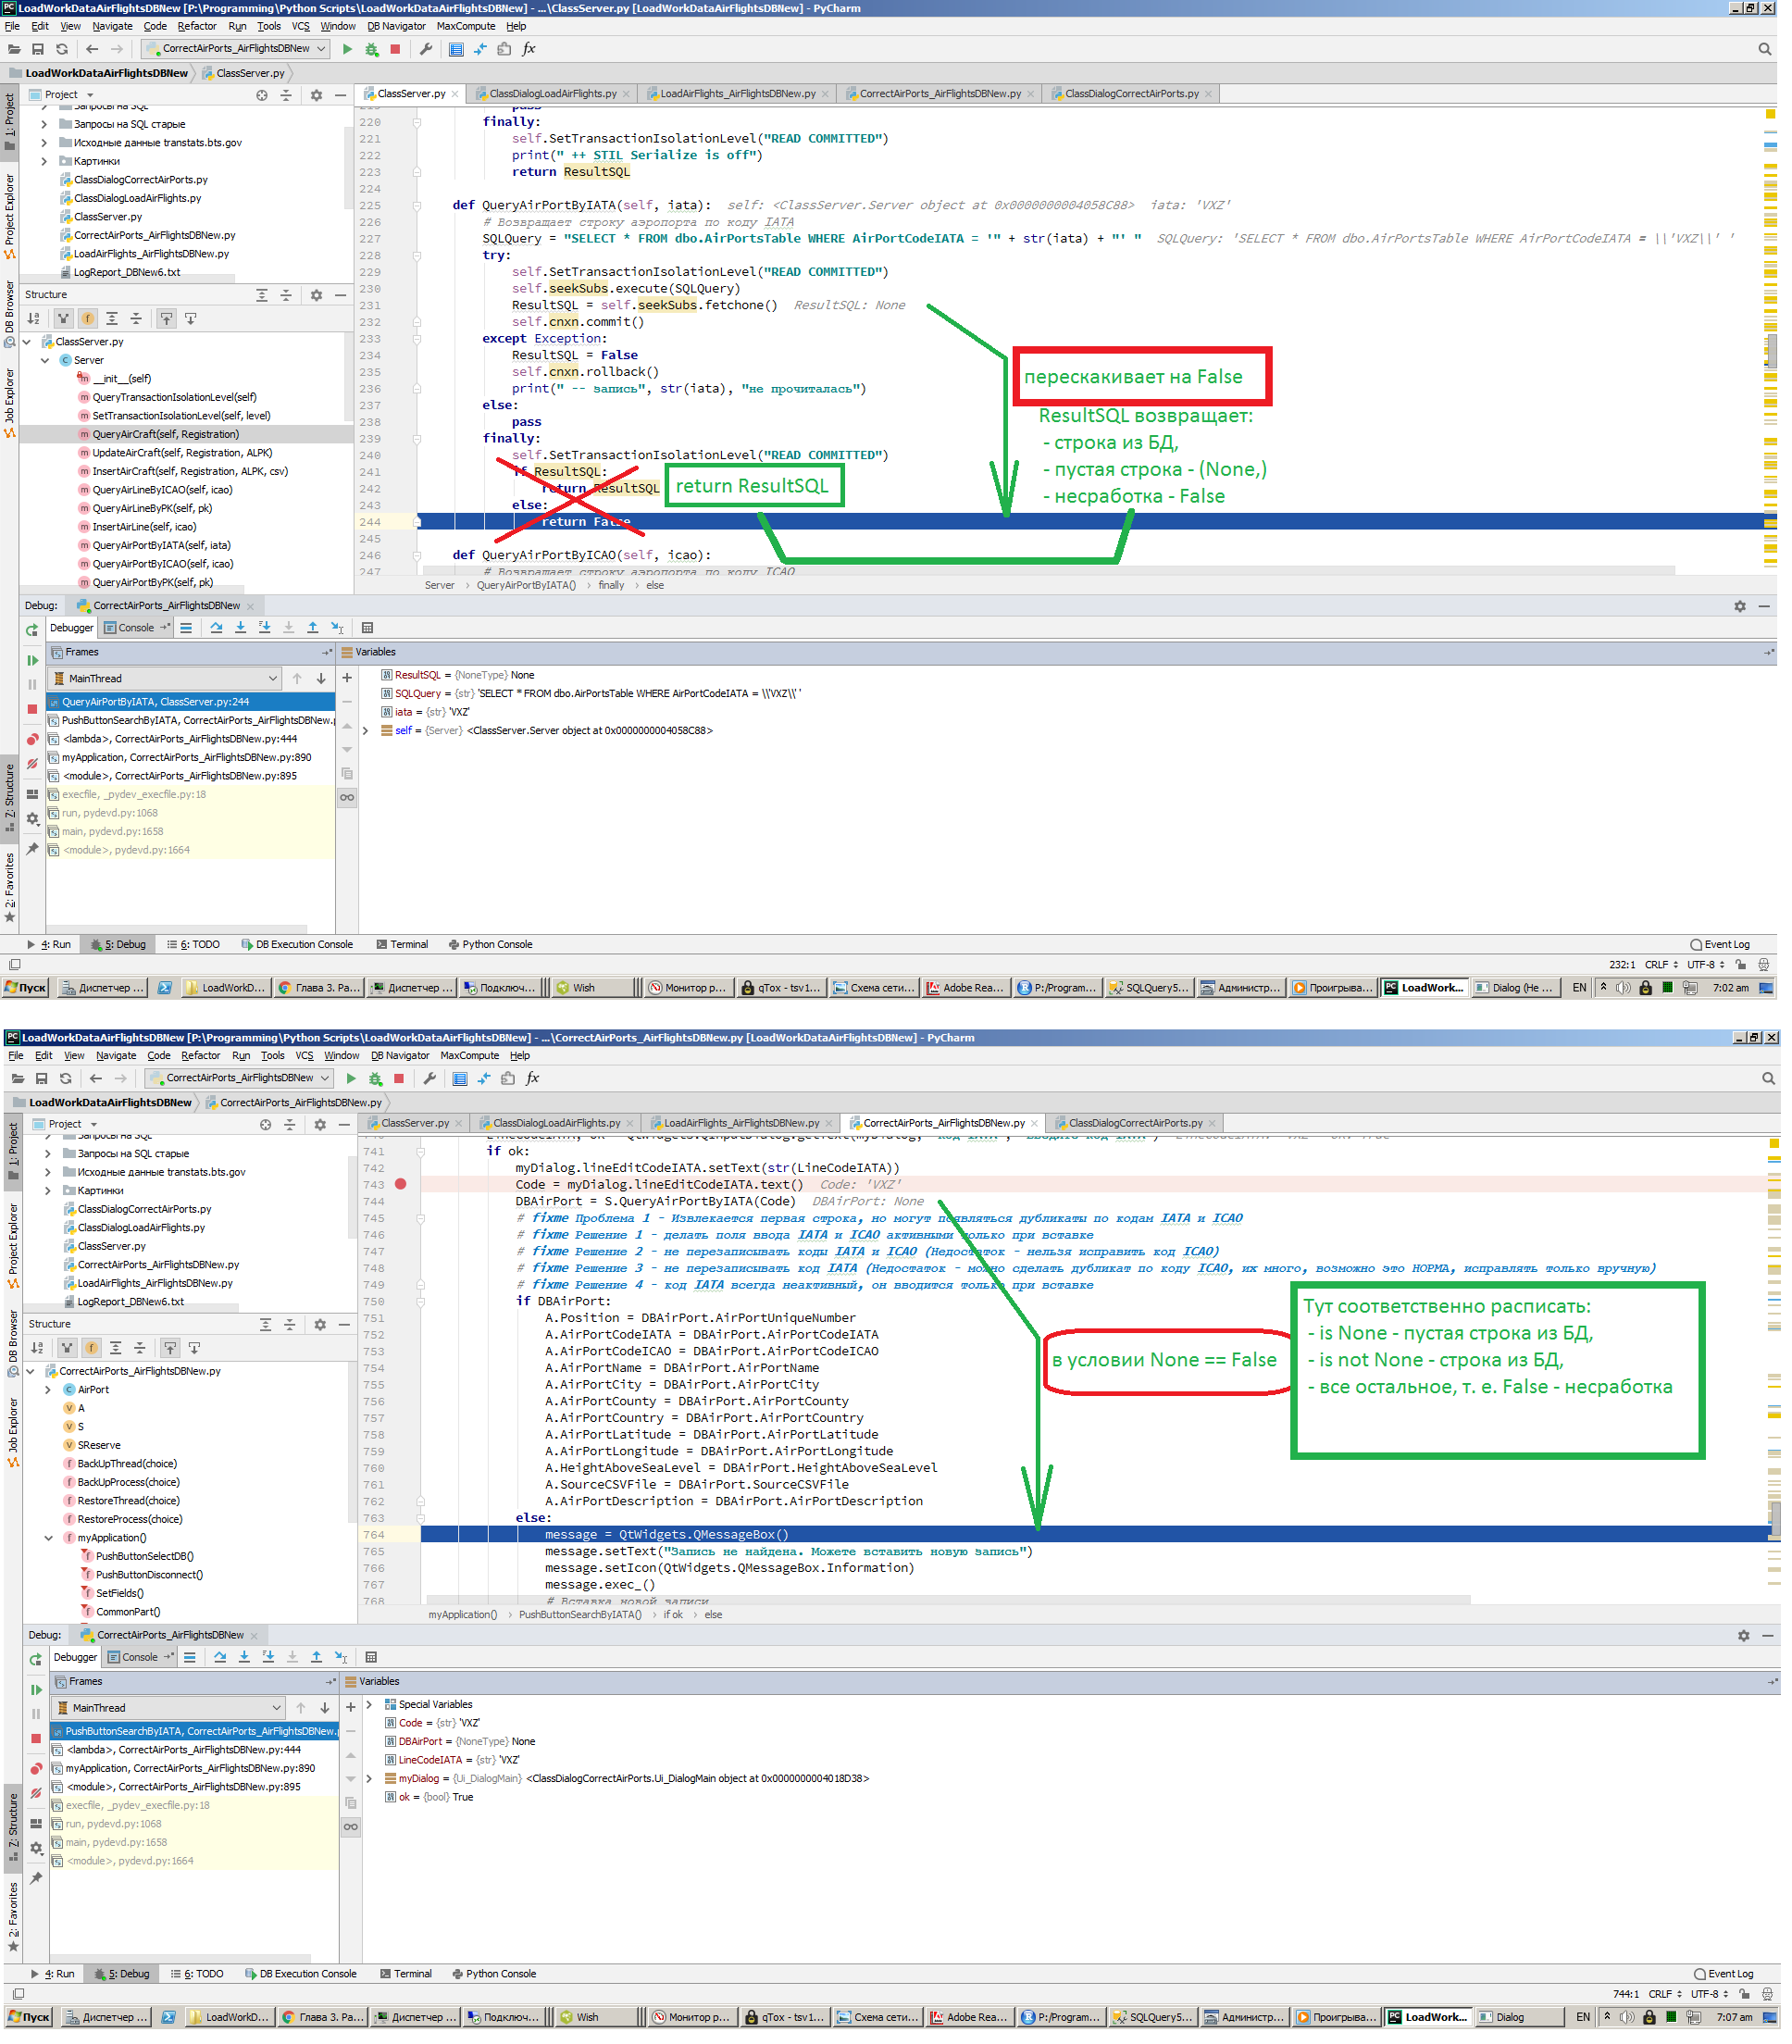 LoadWorkDataAirFlightsDBNew [P:\Programming\Python Scripts\LoadWorkDataAirFlightsDBNew] - ...\ClassServer.py [LoadWorkDataAirFlightsDBNew] - PyCharm
File Edit View Navigate Code Refactor Run Tools VCS Window DB Navigator MaxCompute Help
CorrectAirPorts_AirFlightsDBNew
LoadWorkDataAirFlightsDBNew ClassServer.py
Project
ClassServer.py ClassDialogLoadAirFlights.py LoadAirFlights_AirFlightsDBNew.py CorrectAirPorts_AirFlightsDBNew.py ClassDialogCorrectAirPorts.py
Запросы на SQL
Запросы на SQL старые
Исходные данные transtats.bts.gov
Картинки
ClassDialogCorrectAirPorts.py
ClassDialogLoadAirFlights.py
ClassServer.py
CorrectAirPorts_AirFlightsDBNew.py
LoadAirFlights_AirFlightsDBNew.py
LogReport_DBNew6.txt
Structure
ClassServer.py
Server
__init__(self)
QueryTransactionIsolationLevel(self)
SetTransactionIsolationLevel(self, level)
QueryAirCraft(self, Registration)
UpdateAirCraft(self, Registration, ALPK)
InsertAirCraft(self, Registration, ALPK, csv)
QueryAirLineByICAO(self, icao)
QueryAirLineByPK(self, pk)
InsertAirLine(self, icao)
QueryAirPortByIATA(self, iata)
QueryAirPortByICAO(self, icao)
QueryAirPortByPK(self, pk)
1: Project
Project Explorer
DB Browser
Job Explorer
Z: Structure
2: Favorites
pass
220 finally:
221 self.SetTransactionIsolationLevel("READ COMMITTED")
222 print(" ++ STIL Serialize is off")
223 return ResultSQL
224
225 def QueryAirPortByIATA(self, iata): self: <ClassServer.Server object at 0x0000000004058C88> iata: 'VXZ'
226 # Возвращает строку аэропорта по коду IATA
227 SQLQuery = "SELECT * FROM dbo.AirPortsTable WHERE AirPortCodeIATA = '" + str(iata) + "' " SQLQuery: 'SELECT * FROM dbo.AirPortsTable WHERE AirPortCodeIATA = \\'VXZ\\' '
228 try:
229 self.SetTransactionIsolationLevel("READ COMMITTED")
230 self.seekSubs.execute(SQLQuery)
231 ResultSQL = self.seekSubs.fetchone() ResultSQL: None
232 self.cnxn.commit()
233 except Exception:
234 ResultSQL = False
235 self.cnxn.rollback()
236 print(" -- Запись", str(iata), "не прочиталась")
237 else:
238 pass
239 finally:
240 self.SetTransactionIsolationLevel("READ COMMITTED")
241 if ResultSQL:
242 return ResultSQL
243 else:
244 return False
245
246 def QueryAirPortByICAO(self, icao):
247 # Возвращает строку аэропорта по коду ICAO
перескакивает на False
ResultSQL возвращает:
- строка из БД,
- пустая строка - (None,)
- несработка - False
return ResultSQL
Server QueryAirPortByIATA() finally else
Debug: CorrectAirPorts_AirFlightsDBNew
Debugger Console
Frames Variables
MainThread
QueryAirPortByIATA, ClassServer.py:244
PushButtonSearchByIATA, CorrectAirPorts_AirFlightsDBNew.
<lambda>, CorrectAirPorts_AirFlightsDBNew.py:444
myApplication, CorrectAirPorts_AirFlightsDBNew.py:890
<module>, CorrectAirPorts_AirFlightsDBNew.py:895
execfile, _pydev_execfile.py:18
run, pydevd.py:1068
main, pydevd.py:1658
<module>, pydevd.py:1664
ResultSQL = {NoneType} None
SQLQuery = {str} 'SELECT * FROM dbo.AirPortsTable WHERE AirPortCodeIATA = \\'VXZ\\' '
iata = {str} 'VXZ'
self = {Server} <ClassServer.Server object at 0x0000000004058C88>
4: Run 5: Debug 6: TODO DB Execution Console Terminal Python Console Event Log
232:1 CRLF UTF-8
Пуск Диспетчер ... LoadWorkD... Глава 3. Ра... Диспетчер ... Подключ... Wish Монитор р... qTox - tsv1... Схема сети... Adobe Rea... P:/Program... SQLQuery5... Администр... Проигрыва... LoadWork... Dialog (Не ... EN 7:02 am
LoadWorkDataAirFlightsDBNew [P:\Programming\Python Scripts\LoadWorkDataAirFlightsDBNew] - ...\CorrectAirPorts_AirFlightsDBNew.py [LoadWorkDataAirFlightsDBNew] - PyCharm
File Edit View Navigate Code Refactor Run Tools VCS Window DB Navigator MaxCompute Help
CorrectAirPorts_AirFlightsDBNew
LoadWorkDataAirFlightsDBNew CorrectAirPorts_AirFlightsDBNew.py
Project
ClassServer.py ClassDialogLoadAirFlights.py LoadAirFlights_AirFlightsDBNew.py CorrectAirPorts_AirFlightsDBNew.py ClassDialogCorrectAirPorts.py
Запросы на SQL
Запросы на SQL старые
Исходные данные transtats.bts.gov
Картинки
ClassDialogCorrectAirPorts.py
ClassDialogLoadAirFlights.py
ClassServer.py
CorrectAirPorts_AirFlightsDBNew.py
LoadAirFlights_AirFlightsDBNew.py
LogReport_DBNew6.txt
Structure
CorrectAirPorts_AirFlightsDBNew.py
AirPort
A
S
SReserve
BackUpThread(choice)
BackUpProcess(choice)
RestoreThread(choice)
RestoreProcess(choice)
myApplication()
PushButtonSelectDB()
PushButtonDisconnect()
SetFields()
CommonPart()
1: Project
Project Explorer
DB Browser
Job Explorer
Z: Structure
2: Favorites
741 if ok:
742 myDialog.lineEditCodeIATA.setText(str(LineCodeIATA))
743 Code = myDialog.lineEditCodeIATA.text() Code: 'VXZ'
744 DBAirPort = S.QueryAirPortByIATA(Code) DBAirPort: None
745 # fixme Проблема 1 - Извлекается первая строка, но могут появляться дубликаты по кодам IATA и ICAO
746 # fixme Решение 1 - делать поля ввода IATA и ICAO активными только при вставке
747 # fixme Решение 2 - не перезаписывать коды IATA и ICAO (Недостаток - нельзя исправить код ICAO)
748 # fixme Решение 3 - не перезаписывать код IATA (Недостаток - можно сделать дубликат по коду ICAO, их много, возможно это НОРМА, исправлять только вручную)
749 # fixme Решение 4 - код IATA всегда неактивный, он вводится только при вставке
750 if DBAirPort:
751 A.Position = DBAirPort.AirPortUniqueNumber
752 A.AirPortCodeIATA = DBAirPort.AirPortCodeIATA
753 A.AirPortCodeICAO = DBAirPort.AirPortCodeICAO
754 A.AirPortName = DBAirPort.AirPortName
755 A.AirPortCity = DBAirPort.AirPortCity
756 A.AirPortCounty = DBAirPort.AirPortCounty
757 A.AirPortCountry = DBAirPort.AirPortCountry
758 A.AirPortLatitude = DBAirPort.AirPortLatitude
759 A.AirPortLongitude = DBAirPort.AirPortLongitude
760 A.HeightAboveSeaLevel = DBAirPort.HeightAboveSeaLevel
761 A.SourceCSVFile = DBAirPort.SourceCSVFile
762 A.AirPortDescription = DBAirPort.AirPortDescription
763 else:
764 message = QtWidgets.QMessageBox()
765 message.setText("Запись не найдена. Можете вставить новую запись")
766 message.setIcon(QtWidgets.QMessageBox.Information)
767 message.exec_()
768 # Вставка новой записи
в условии None == False
Тут соответственно расписать:
- is None - пустая строка из БД,
- is not None - строка из БД,
- все остальное, т. е. False - несработка
myApplication() PushButtonSearchByIATA() if ok else
Debug: CorrectAirPorts_AirFlightsDBNew
Debugger Console
Frames Variables
MainThread
PushButtonSearchByIATA, CorrectAirPorts_AirFlightsDBNew.
<lambda>, CorrectAirPorts_AirFlightsDBNew.py:444
myApplication, CorrectAirPorts_AirFlightsDBNew.py:890
<module>, CorrectAirPorts_AirFlightsDBNew.py:895
execfile, _pydev_execfile.py:18
run, pydevd.py:1068
main, pydevd.py:1658
<module>, pydevd.py:1664
Special Variables
Code = {str} 'VXZ'
DBAirPort = {NoneType} None
LineCodeIATA = {str} 'VXZ'
myDialog = {Ui_DialogMain} <ClassDialogCorrectAirPorts.Ui_DialogMain object at 0x0000000004018D38>
ok = {bool} True
4: Run 5: Debug 6: TODO DB Execution Console Terminal Python Console Event Log
744:1 CRLF UTF-8
Пуск Диспетчер ... LoadWorkD... Глава 3. Ра... Диспетчер ... Подключ... Wish Монитор р... qTox - tsv1... Схема сети... Adobe Rea... P:/Program... SQLQuery5... Администр... Проигрыва... LoadWork... Dialog EN 7:07 am